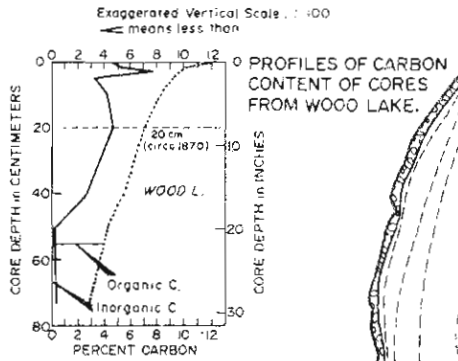 Exaggerated Vertical Scale
means less than
0 2 4 6 8 10 12
PROFILES OF CARBON
CONTENT OF CORES
FROM WOOD LAKE.
CORE DEPTH in CENTIMETERS
0
20
40
60
80
20 cm
(circa 1870)
WOOD L.
Organic C.
Inorganic C
0
10
20
30
CORE DEPTH in INCHES
0 2 4 6 8 10 12
PERCENT CARBON